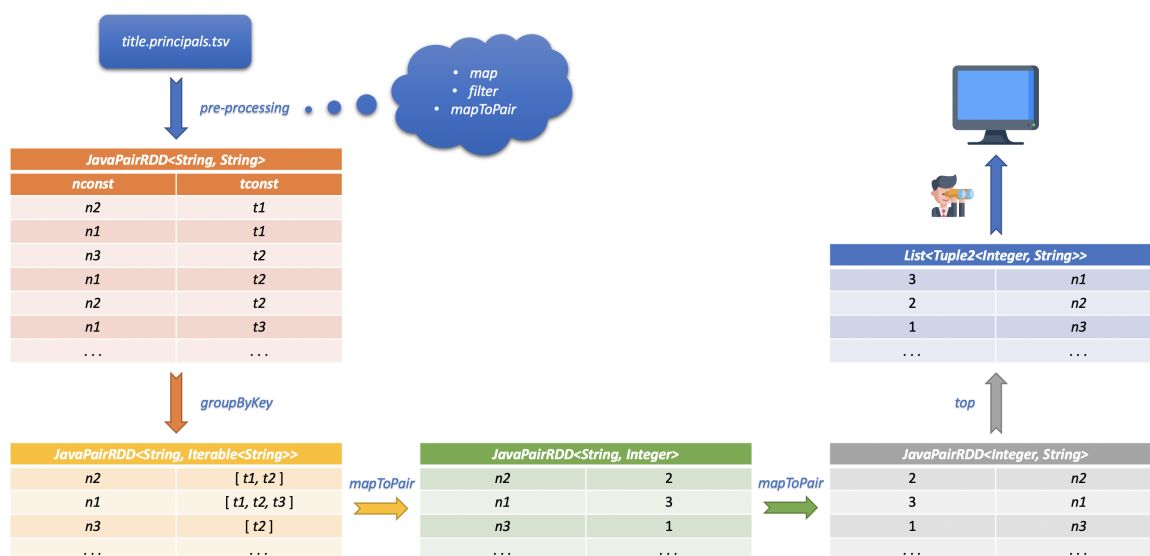 title.principals.tsv
pre-processing
• map
• filter
• mapToPair
JavaPairRDD<String, String>
nconst tconst
n2 t1
n1 t1
n3 t2
n1 t2
n2 t2
n1 t3
. . . . . .
groupByKey
JavaPairRDD<String, Iterable<String>>
n2 [ t1, t2 ]
n1 [ t1, t2, t3 ]
n3 [ t2 ]
. . . . . .
mapToPair
JavaPairRDD<String, Integer>
n2 2
n1 3
n3 1
. . . . . .
mapToPair
JavaPairRDD<Integer, String>
2 n2
3 n1
1 n3
. . . . . .
top
List<Tuple2<Integer, String>>
3 n1
2 n2
1 n3
. . . . . .